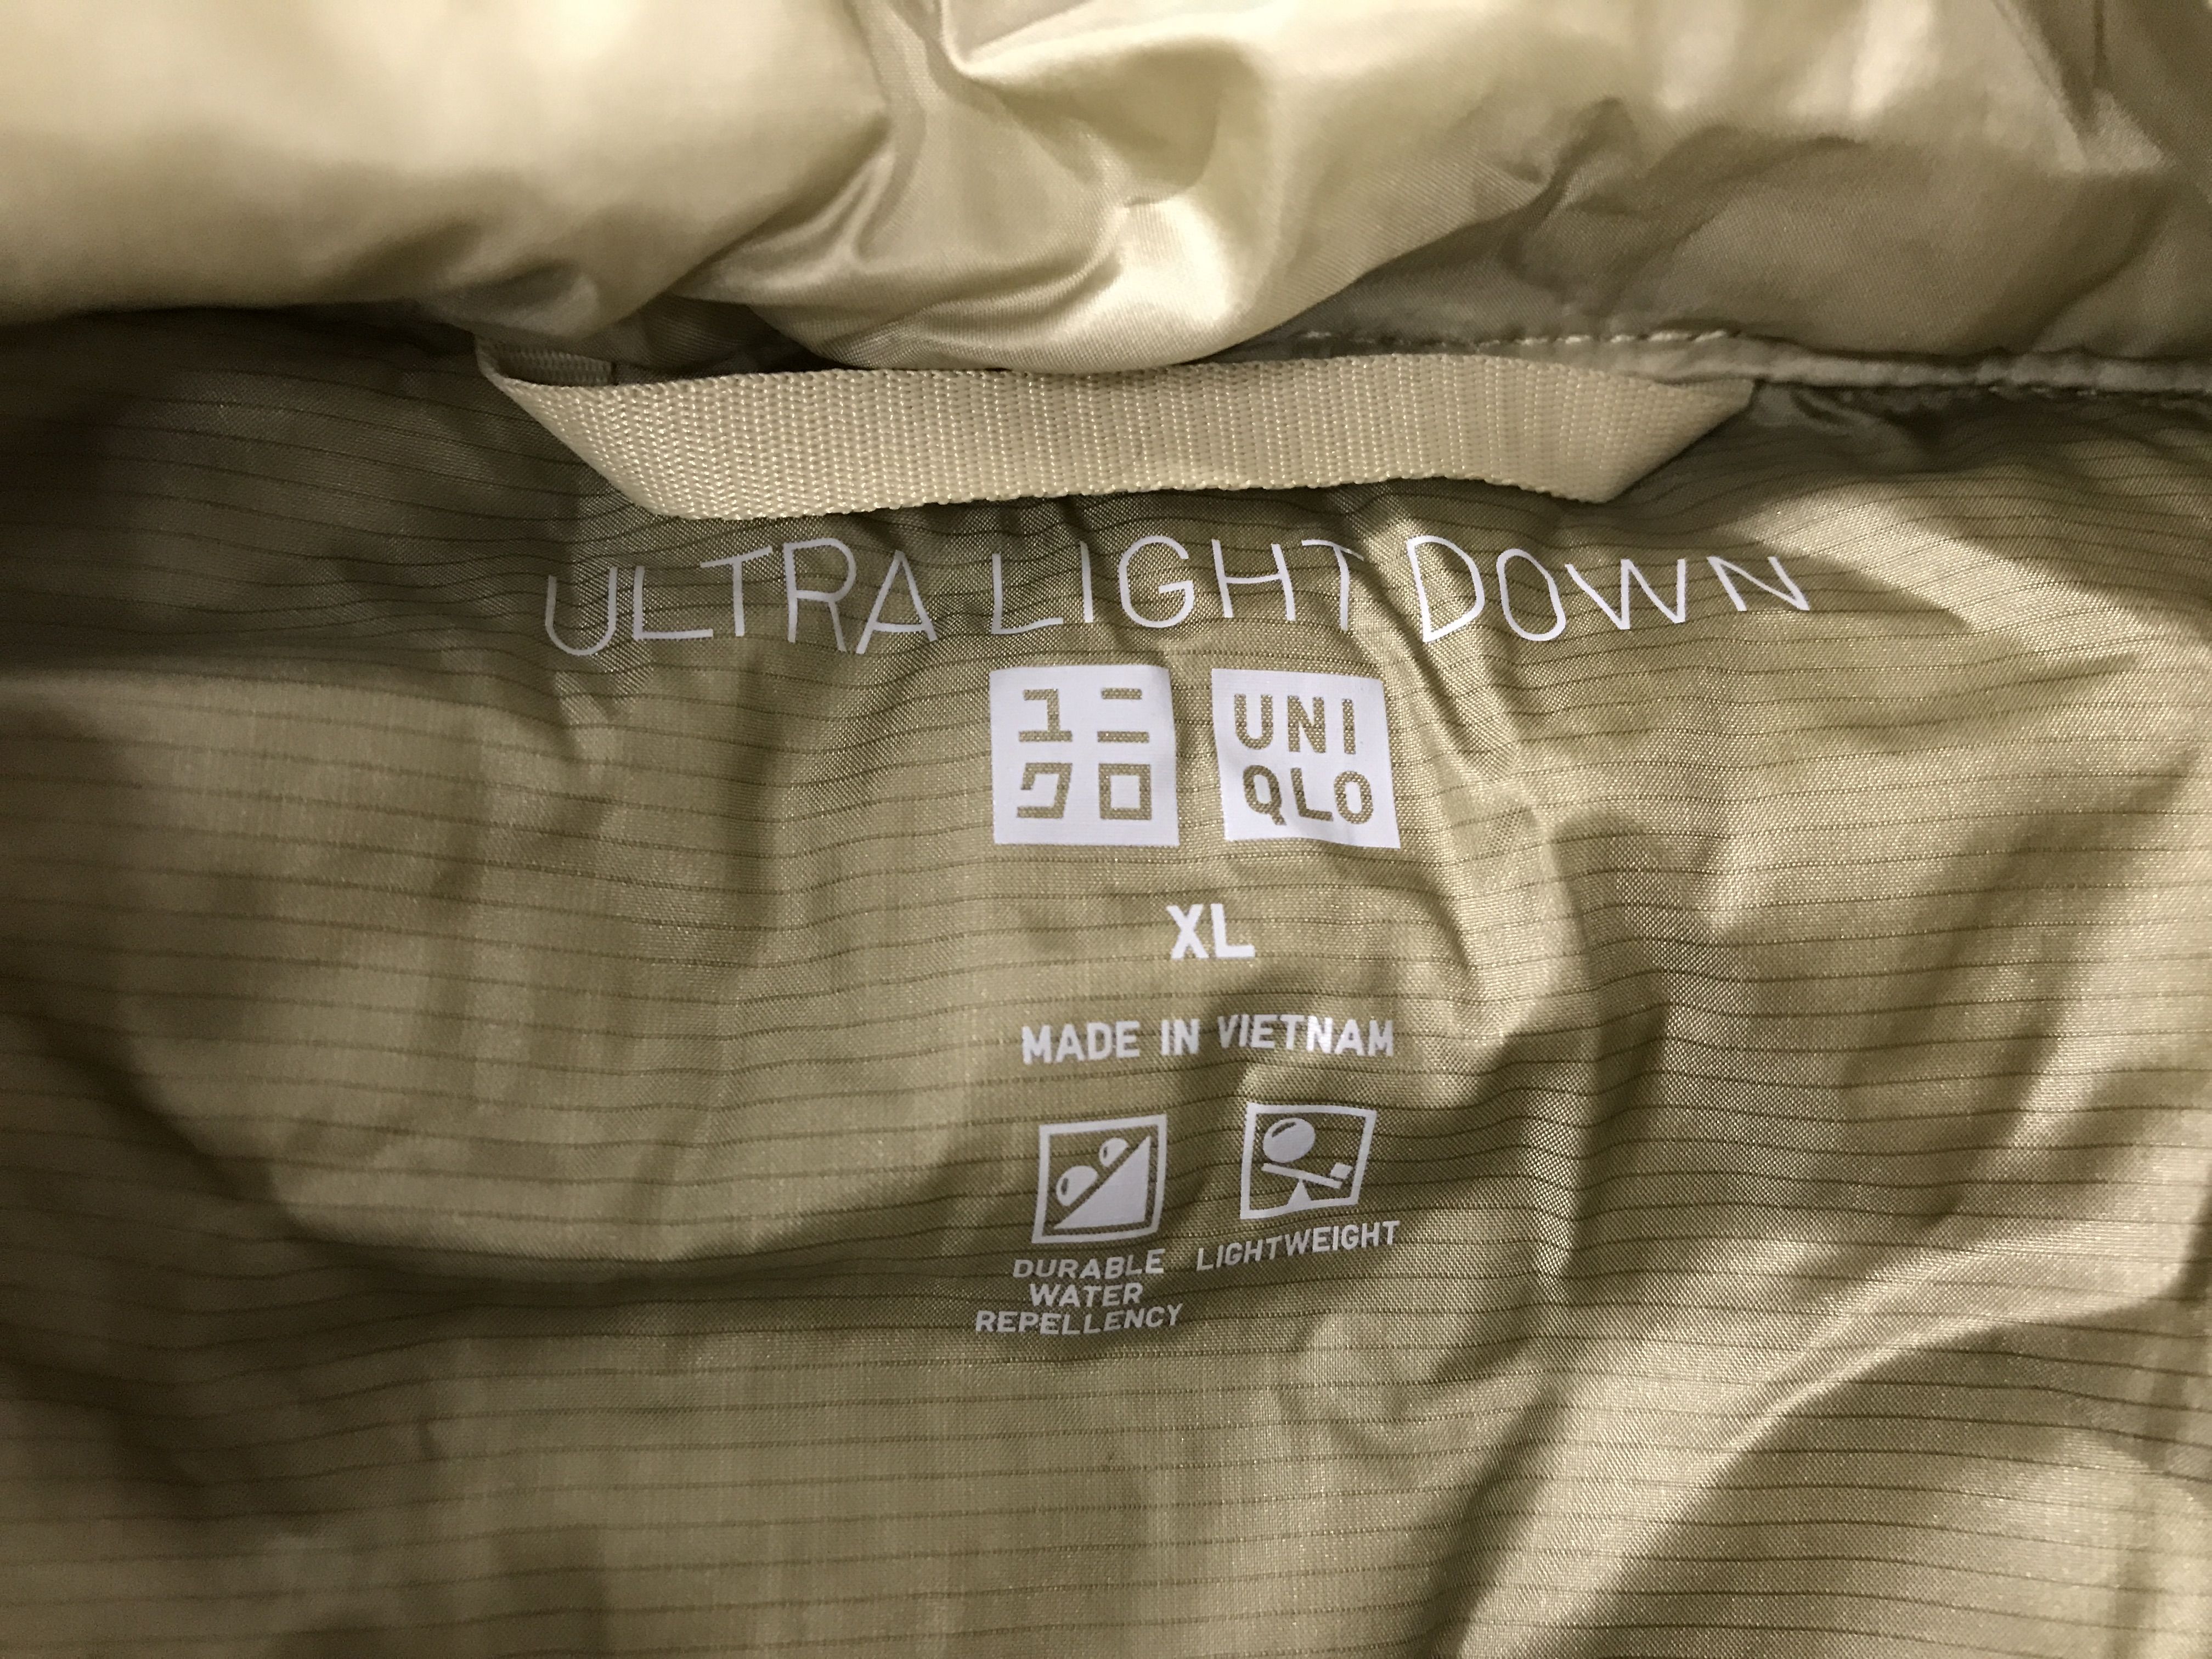 ULTRA LIGHT DOWN
ユニ UNI
クロ QLO
XL
MADE IN VIETNAM
DURABLE LIGHTWEIGHT
WATER
REPELLENCY